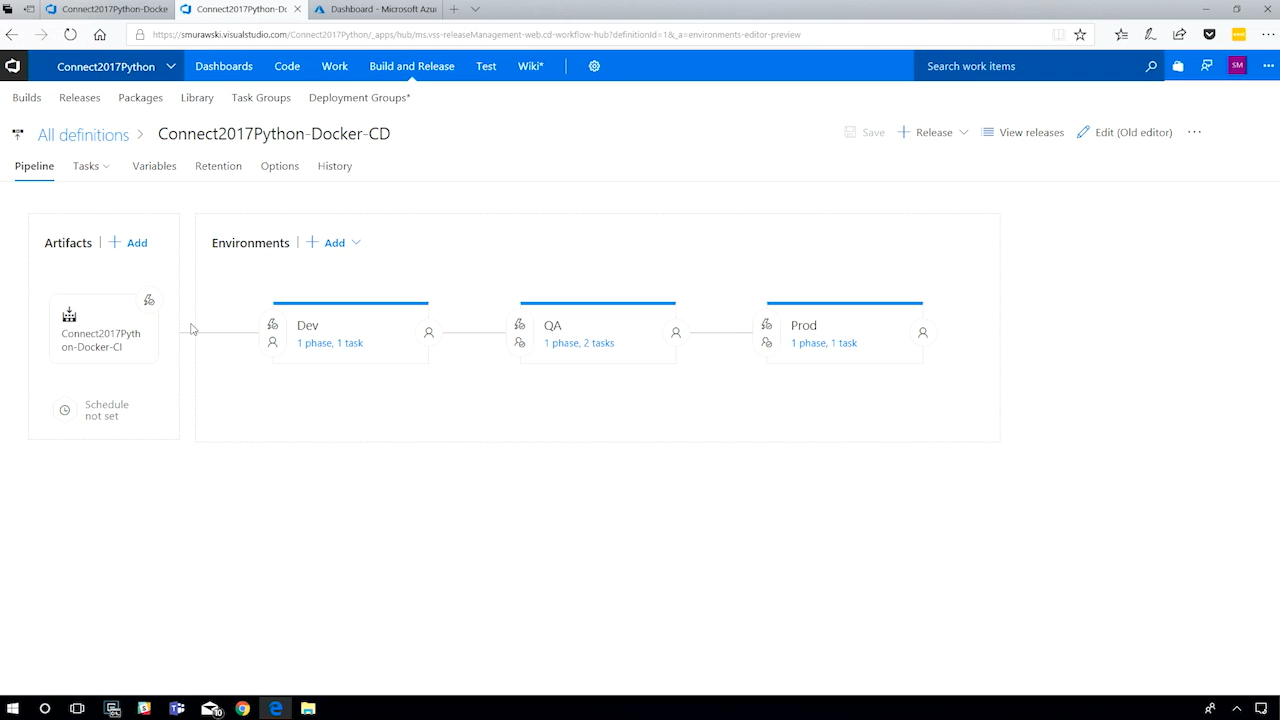 Connect2017Python-Docke
Connect2017Python-Do
Dashboard - Microsoft Azu
https://smurawski.visualstudio.com/Connect2017Python/_apps/hub/ms.vss-releaseManagement-web.cd-workflow-hub?definitionId=1&_a=environments-editor-preview
Connect2017Python
Dashboards
Code
Work
Build and Release
Test
Wiki*
Search work items
SM
Builds
Releases
Packages
Library
Task Groups
Deployment Groups*
All definitions > Connect2017Python-Docker-CD
Save
Release
View releases
Edit (Old editor)
Pipeline
Tasks
Variables
Retention
Options
History
Artifacts | + Add
Environments | + Add
Connect2017Pyth
on-Docker-CI
Schedule
not set
Dev
1 phase, 1 task
QA
1 phase, 2 tasks
Prod
1 phase, 1 task
10